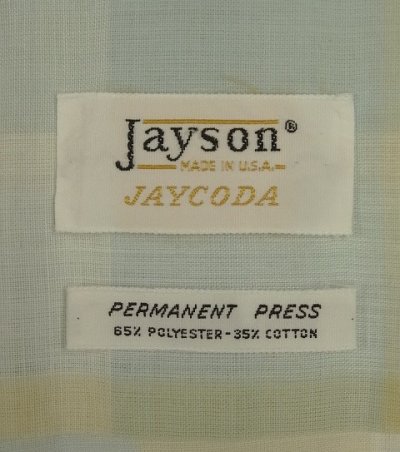 Jayson®
MADE IN U.S.A.
JAYCODA
PERMANENT PRESS
65% POLYESTER-35% COTTON